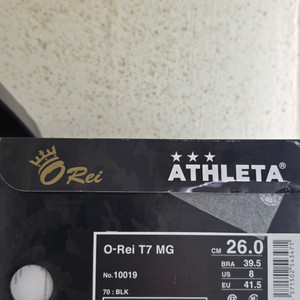 O Rei
ATHLETA®
O-Rei T7 MG
CM 26.0
BRA 39.5
No.10019
US 8
70 : BLK
EU 41.5